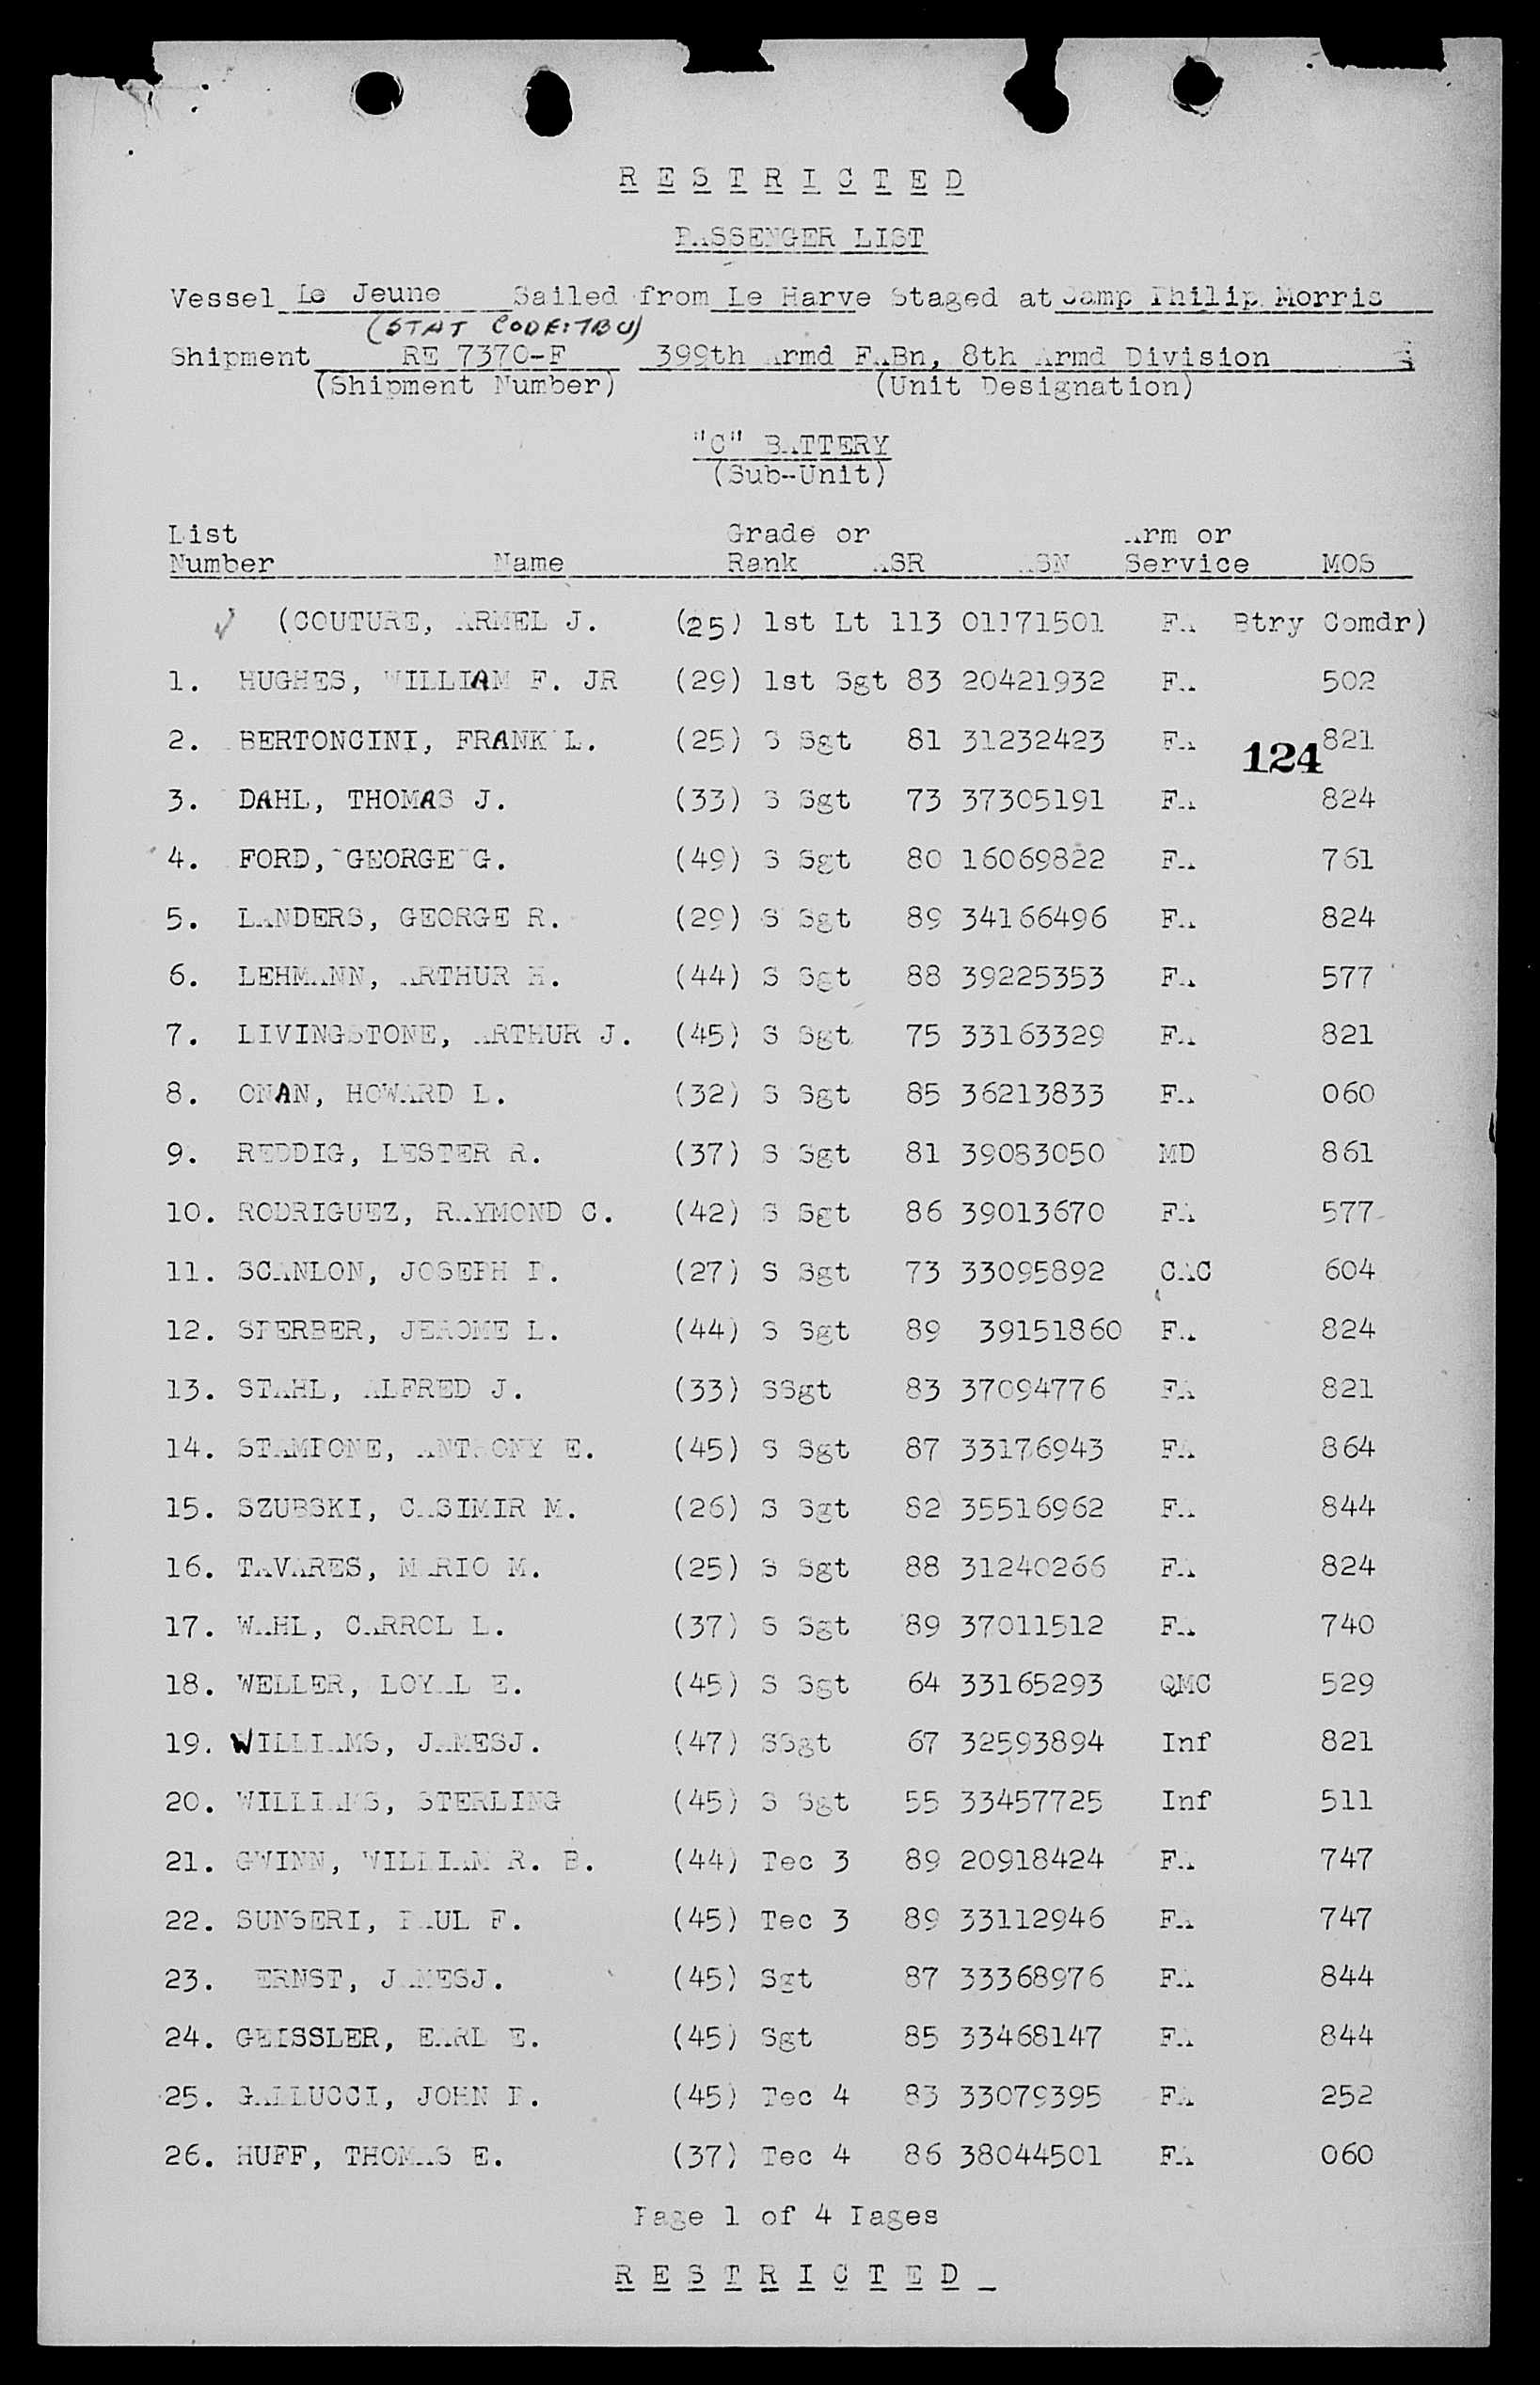 R E S T R I C T E D
PASSENGER LIST
Vessel Le Jeune Sailed from Le Harve Staged at Camp Philip Morris
(STAT CODE: TBU)
Shipment RE 7370-F 399th Armd FABn, 8th Armd Division
(Shipment Number) (Unit Designation)
"C" BATTERY
(Sub-Unit)
List Grade or Arm or
Number Name Rank ASR ASN Service MOS
(COUTURE, ARMEL J. (25) 1st Lt 113 01171501 FA Btry Comdr)
1. HUGHES, WILLIAM F. JR (29) 1st Sgt 83 20421932 FA 502
2. BERTONCINI, FRANK L. (25) S Sgt 81 31232423 FA 821
124
3. DAHL, THOMAS J. (33) S Sgt 73 37305191 FA 824
4. FORD, GEORGE G. (49) S Sgt 80 16069822 FA 761
5. LANDERS, GEORGE R. (29) S Sgt 89 34166496 FA 824
6. LEHMANN, ARTHUR H. (44) S Sgt 88 39225353 FA 577
7. LIVINGSTONE, ARTHUR J. (45) S Sgt 75 33163329 FA 821
8. ONAN, HOWARD L. (32) S Sgt 85 36213833 FA 060
9. REDDIG, LESTER R. (37) S Sgt 81 39083050 MD 861
10. RODRIGUEZ, RAYMOND C. (42) S Sgt 86 39013670 FA 577
11. SCANLON, JOSEPH P. (27) S Sgt 73 33095892 CAC 604
12. SPERBER, JEROME L. (44) S Sgt 89 39151860 FA 824
13. STAHL, ALFRED J. (33) SSgt 83 37094776 FA 821
14. STAMPONE, ANTHONY E. (45) S Sgt 87 33176943 FA 864
15. SZUBSKI, CASIMIR M. (26) S Sgt 82 35516962 FA 844
16. TAVARES, MARIO M. (25) S Sgt 88 31240266 FA 824
17. WAHL, CARROL L. (37) S Sgt 89 37011512 FA 740
18. WELLER, LOYAL E. (45) S Sgt 64 33165293 QMC 529
19. WILLIAMS, JAMESJ. (47) SSgt 67 32593894 Inf 821
20. WILLIAMS, STERLING (45) S Sgt 55 33457725 Inf 511
21. GWINN, WILLIAM R. B. (44) Tec 3 89 20918424 FA 747
22. SUNSERI, PAUL F. (45) Tec 3 89 33112946 FA 747
23. ERNST, JAMESJ. (45) Sgt 87 33368976 FA 844
24. GEISSLER, EARL E. (45) Sgt 85 33468147 FA 844
25. GALLUCCI, JOHN P. (45) Tec 4 83 33079395 FA 252
26. HUFF, THOMAS E. (37) Tec 4 86 38044501 FA 060
Page 1 of 4 Pages
R E S T R I C T E D